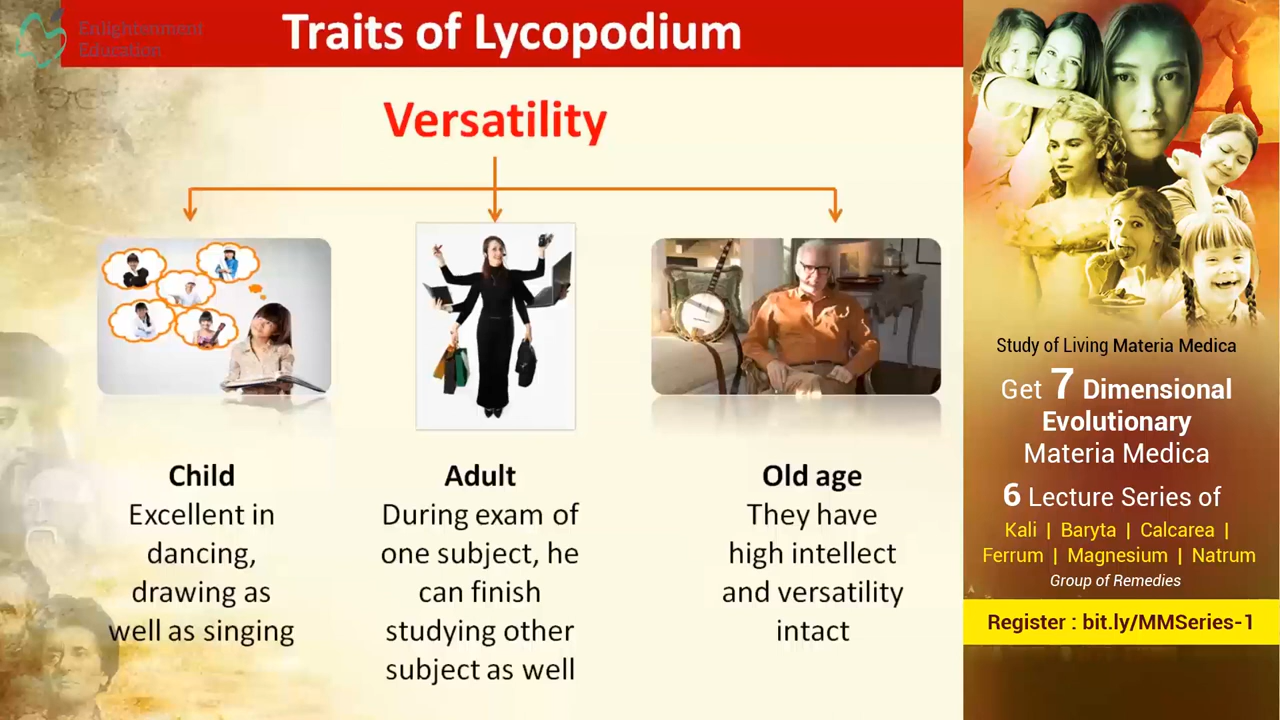 Enlightenment
Education
Traits of Lycopodium
Versatility
Child
Excellent in
dancing,
drawing as
well as singing
Adult
During exam of
one subject, he
can finish
studying other
subject as well
Old age
They have
high intellect
and versatility
intact
Study of Living Materia Medica
Get 7 Dimensional
Evolutionary
Materia Medica
6 Lecture Series of
Kali | Baryta | Calcarea |
Ferrum | Magnesium | Natrum
Group of Remedies
Register : bit.ly/MMSeries-1